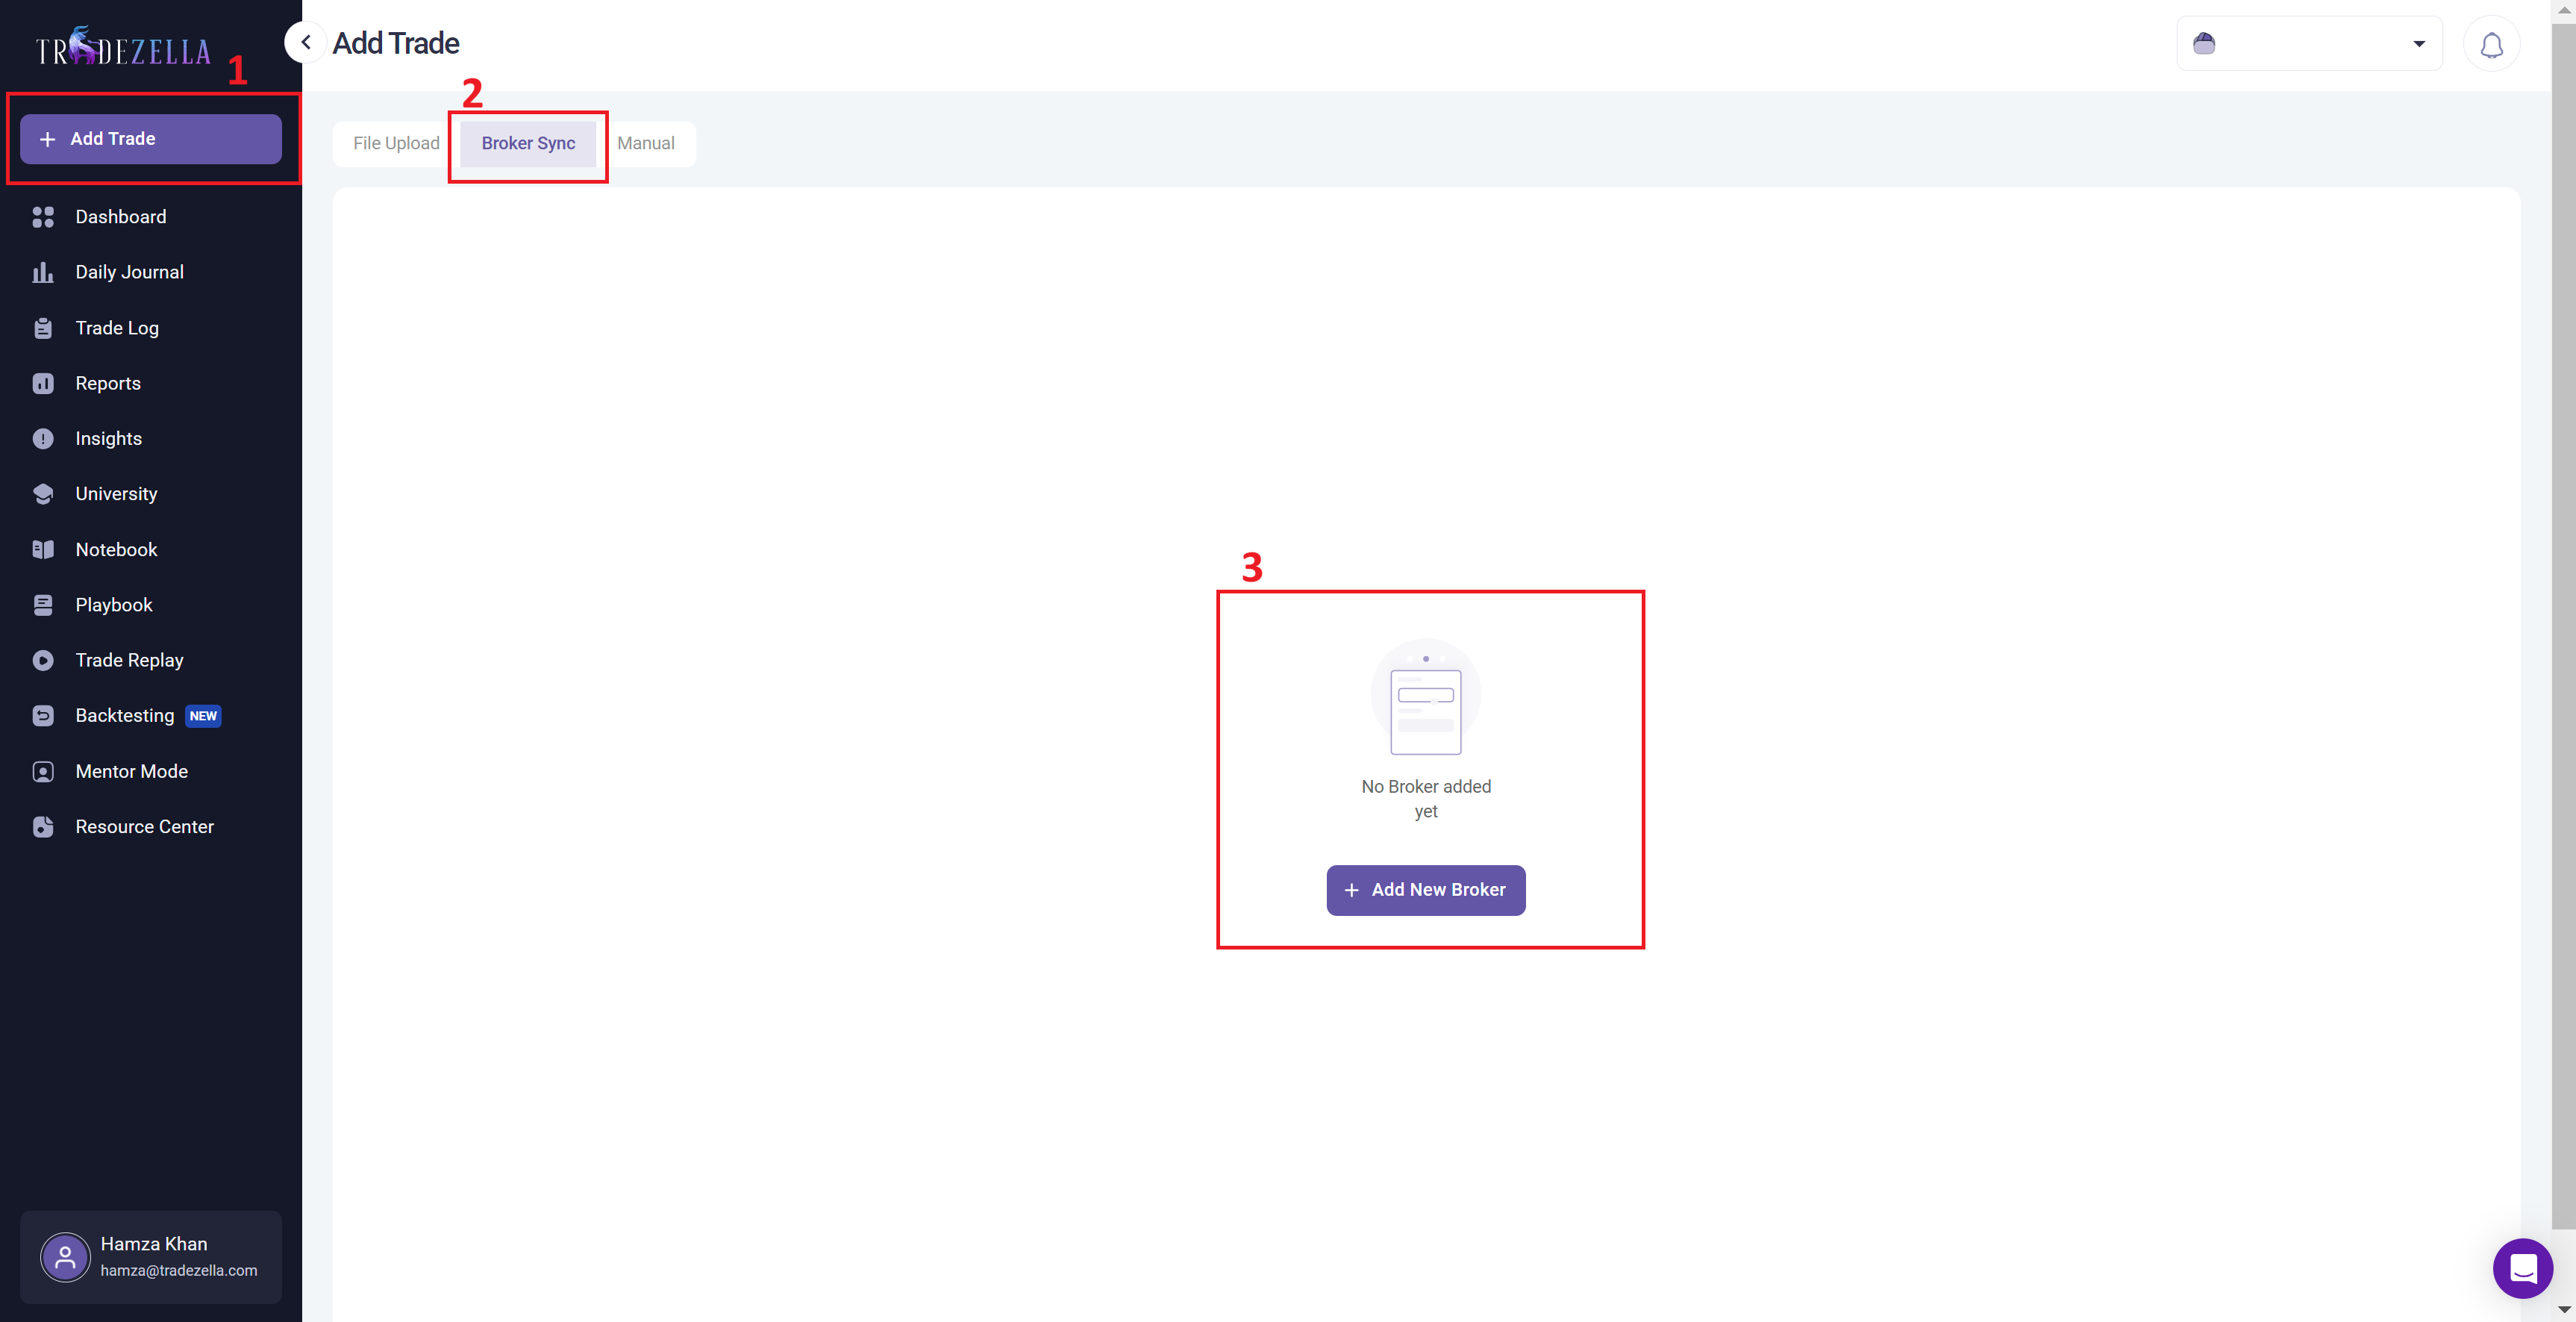 TRADEZELLA
1
Add Trade
2
Add Trade
File Upload
Broker Sync
Manual
Dashboard
Daily Journal
Trade Log
Reports
Insights
University
Notebook
Playbook
Trade Replay
Backtesting NEW
Mentor Mode
Resource Center
3
No Broker added
yet
Add New Broker
Hamza Khan
hamza@tradezella.com